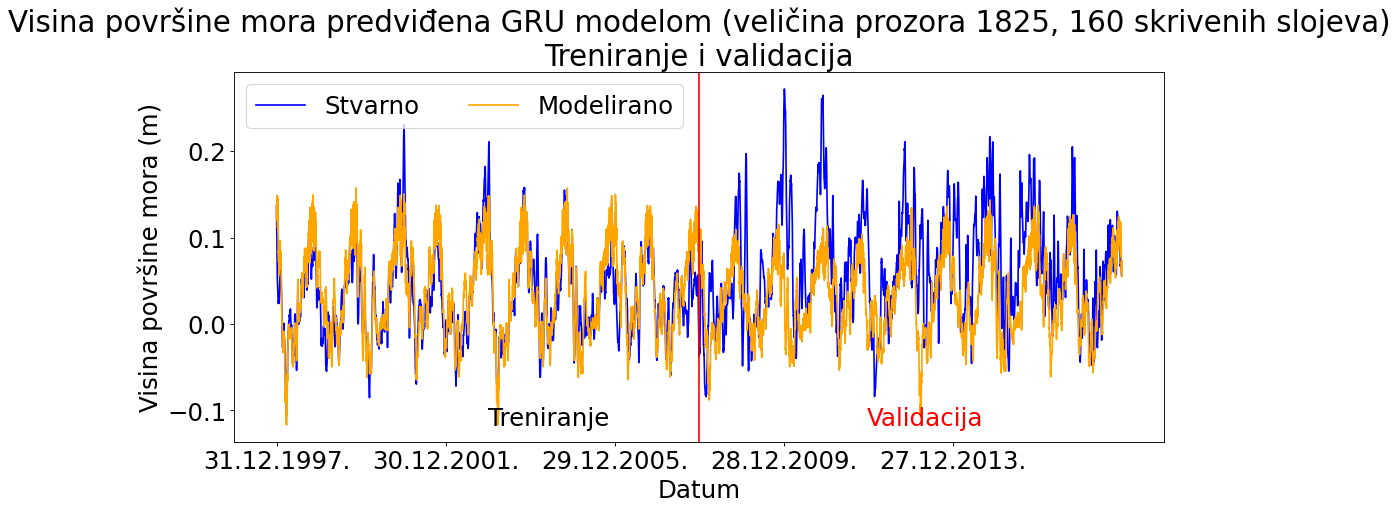 Visina površine mora predviđena GRU modelom (veličina prozora 1825, 160 skrivenih slojeva)
Treniranje i validacija
Stvarno Modelirano
Visina površine mora (m)
0.2
0.1
0.0
−0.1
Treniranje Validacija
31.12.1997. 30.12.2001. 29.12.2005. 28.12.2009. 27.12.2013.
Datum